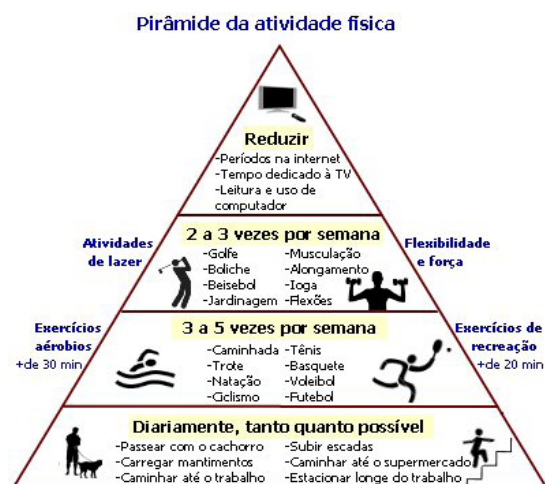 Pirâmide da atividade física
Reduzir
-Períodos na internet
-Tempo dedicado à TV
-Leitura e uso de
computador
Atividades
de lazer
2 a 3 vezes por semana
-Golfe
-Boliche
-Beisebol
-Jardinagem
-Musculação
-Alongamento
-Ioga
-Flexões
Flexibilidade
e força
Exercícios
aeróbios
+de 30 min
3 a 5 vezes por semana
-Caminhada
-Trote
-Natação
-Ciclismo
-Tênis
-Basquete
-Voleibol
-Futebol
Exercícios de
recreação
+de 20 min
Diariamente, tanto quanto possível
-Passear com o cachorro
-Carregar mantimentos
-Caminhar até o trabalho
-Subir escadas
-Caminhar até o supermercado
-Estacionar longe do trabalho